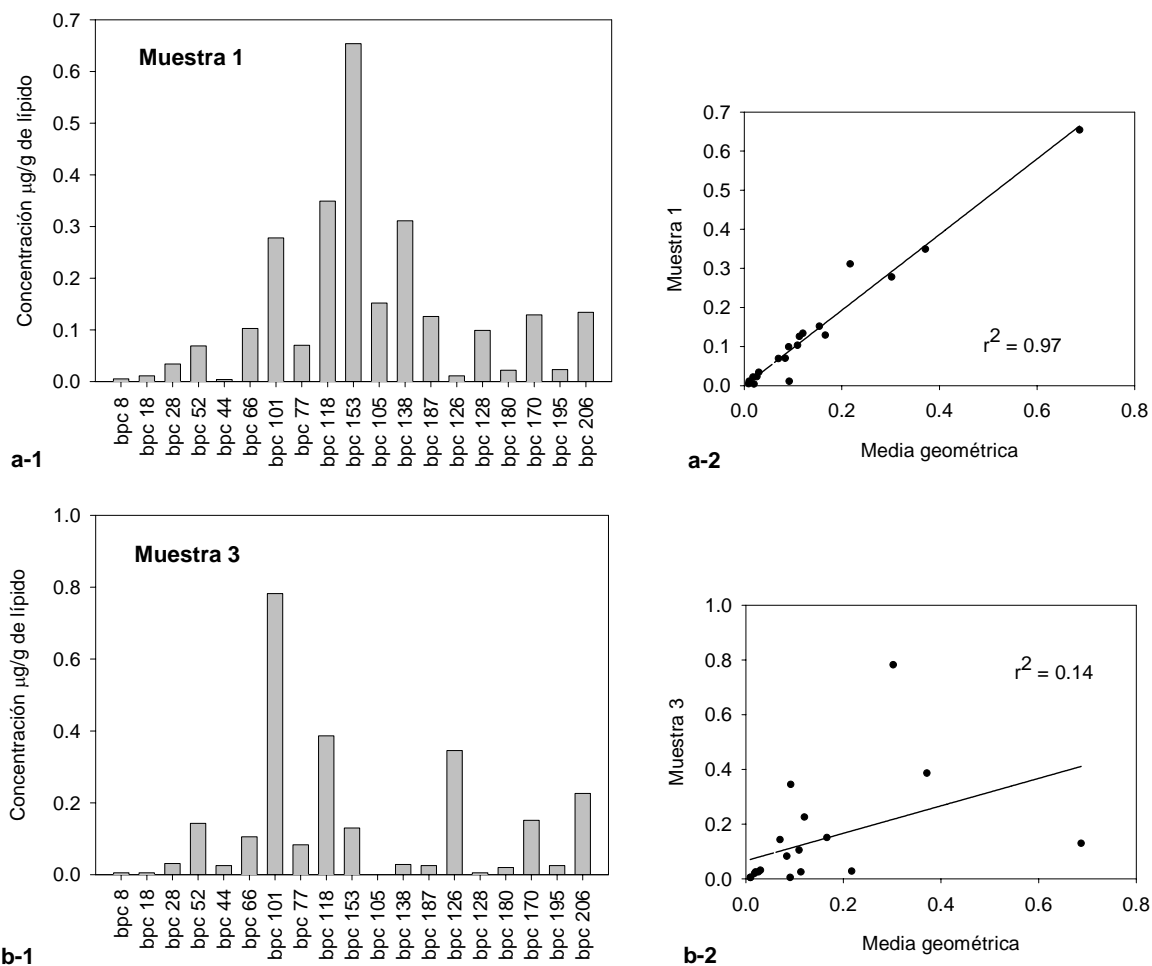 Muestra 1
Concentración µg/g de lípido
0.7
0.6
0.5
0.4
0.3
0.2
0.1
0.0
bpc 8
bpc 18
bpc 28
bpc 52
bpc 44
bpc 66
bpc 101
bpc 77
bpc 118
bpc 153
bpc 105
bpc 138
bpc 187
bpc 126
bpc 128
bpc 180
bpc 170
bpc 195
bpc 206
a-1
Muestra 1
0.7
0.6
0.5
0.4
0.3
0.2
0.1
0.0
r² = 0.97
0.0 0.2 0.4 0.6 0.8
Media geométrica
a-2
Muestra 3
Concentración µg/g de lípido
1.0
0.8
0.6
0.4
0.2
0.0
bpc 8
bpc 18
bpc 28
bpc 52
bpc 44
bpc 66
bpc 101
bpc 77
bpc 118
bpc 153
bpc 105
bpc 138
bpc 187
bpc 126
bpc 128
bpc 180
bpc 170
bpc 195
bpc 206
b-1
Muestra 3
1.0
0.8
0.6
0.4
0.2
0.0
r² = 0.14
0.0 0.2 0.4 0.6 0.8
Media geométrica
b-2